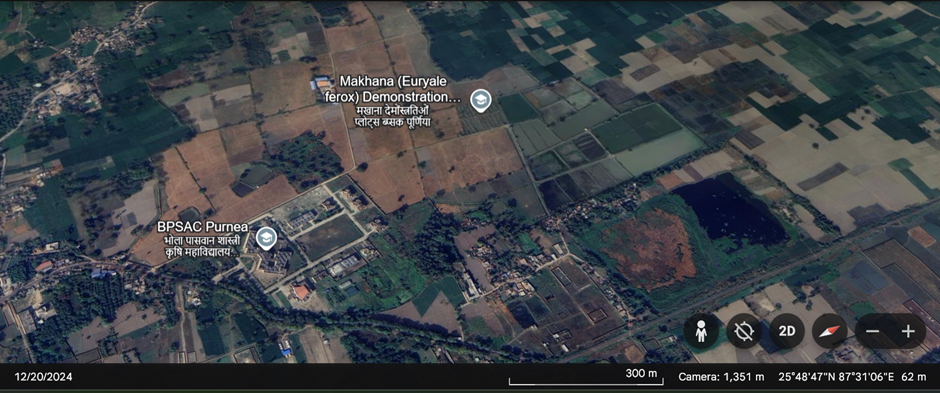 Makhana (Euryale
ferox) Demonstration...
मखाना देमोंस्त्रतिओं
प्लोट्स ब्प्सक पूर्णिया
BPSAC Purnea
भोला पासवान शास्त्री
कृषि महाविद्यालय...
2D
300 m
12/20/2024
Camera: 1,351 m
25°48'47"N 87°31'06"E
62 m